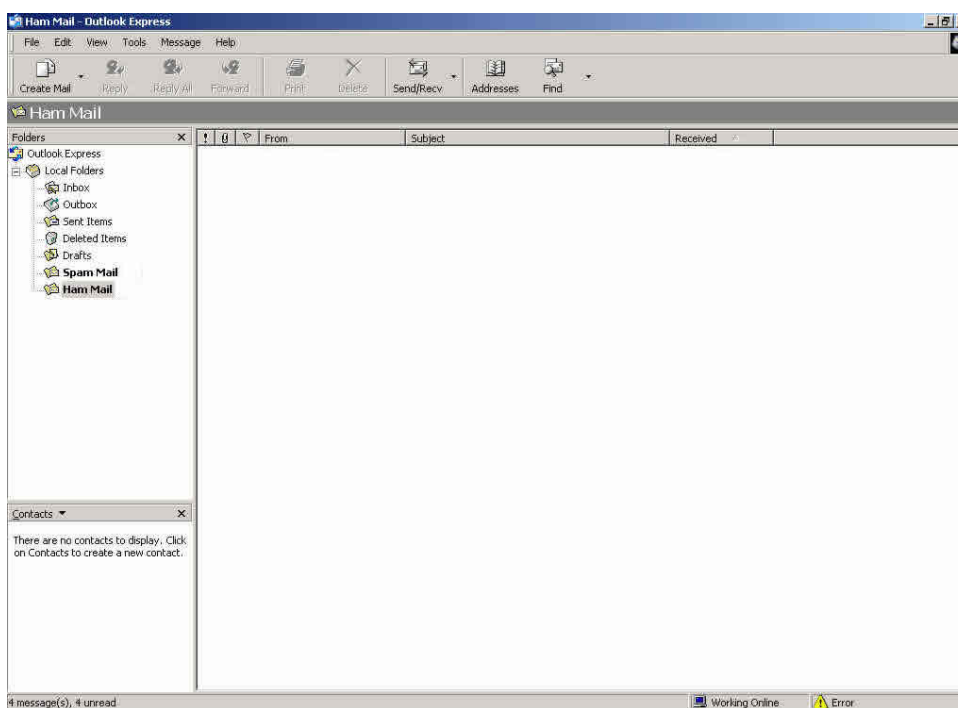 Ham Mail - Outlook Express
File Edit View Tools Message Help
Create Mail Reply Reply All Forward Print Delete Send/Recv Addresses Find
Ham Mail
Folders
! From Subject Received
Outlook Express
Local Folders
Inbox
Outbox
Sent Items
Deleted Items
Drafts
Spam Mail
Ham Mail
Contacts
There are no contacts to display. Click
on Contacts to create a new contact.
4 message(s), 4 unread Working Online Error